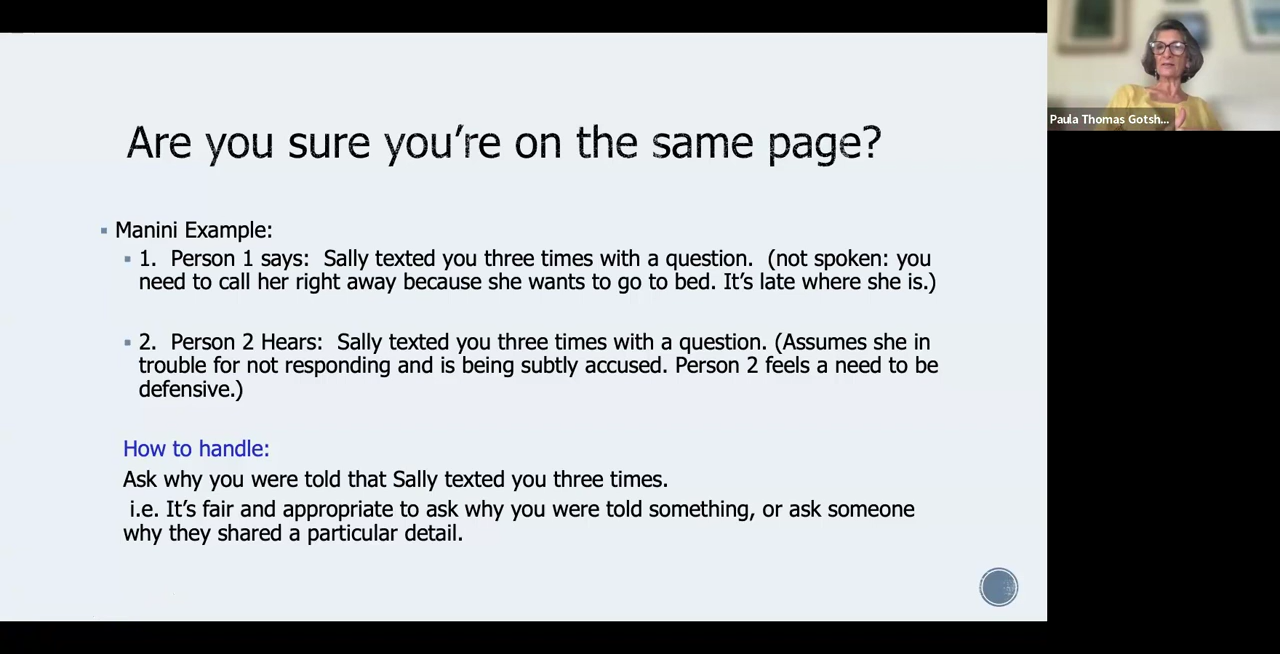 Are you sure you're on the same page?
Manini Example:
1. Person 1 says: Sally texted you three times with a question. (not spoken: you
need to call her right away because she wants to go to bed. It's late where she is.)
2. Person 2 Hears: Sally texted you three times with a question. (Assumes she in
trouble for not responding and is being subtly accused. Person 2 feels a need to be
defensive.)
How to handle:
Ask why you were told that Sally texted you three times.
i.e. It's fair and appropriate to ask why you were told something, or ask someone
why they shared a particular detail.
Paula Thomas Gotsh...